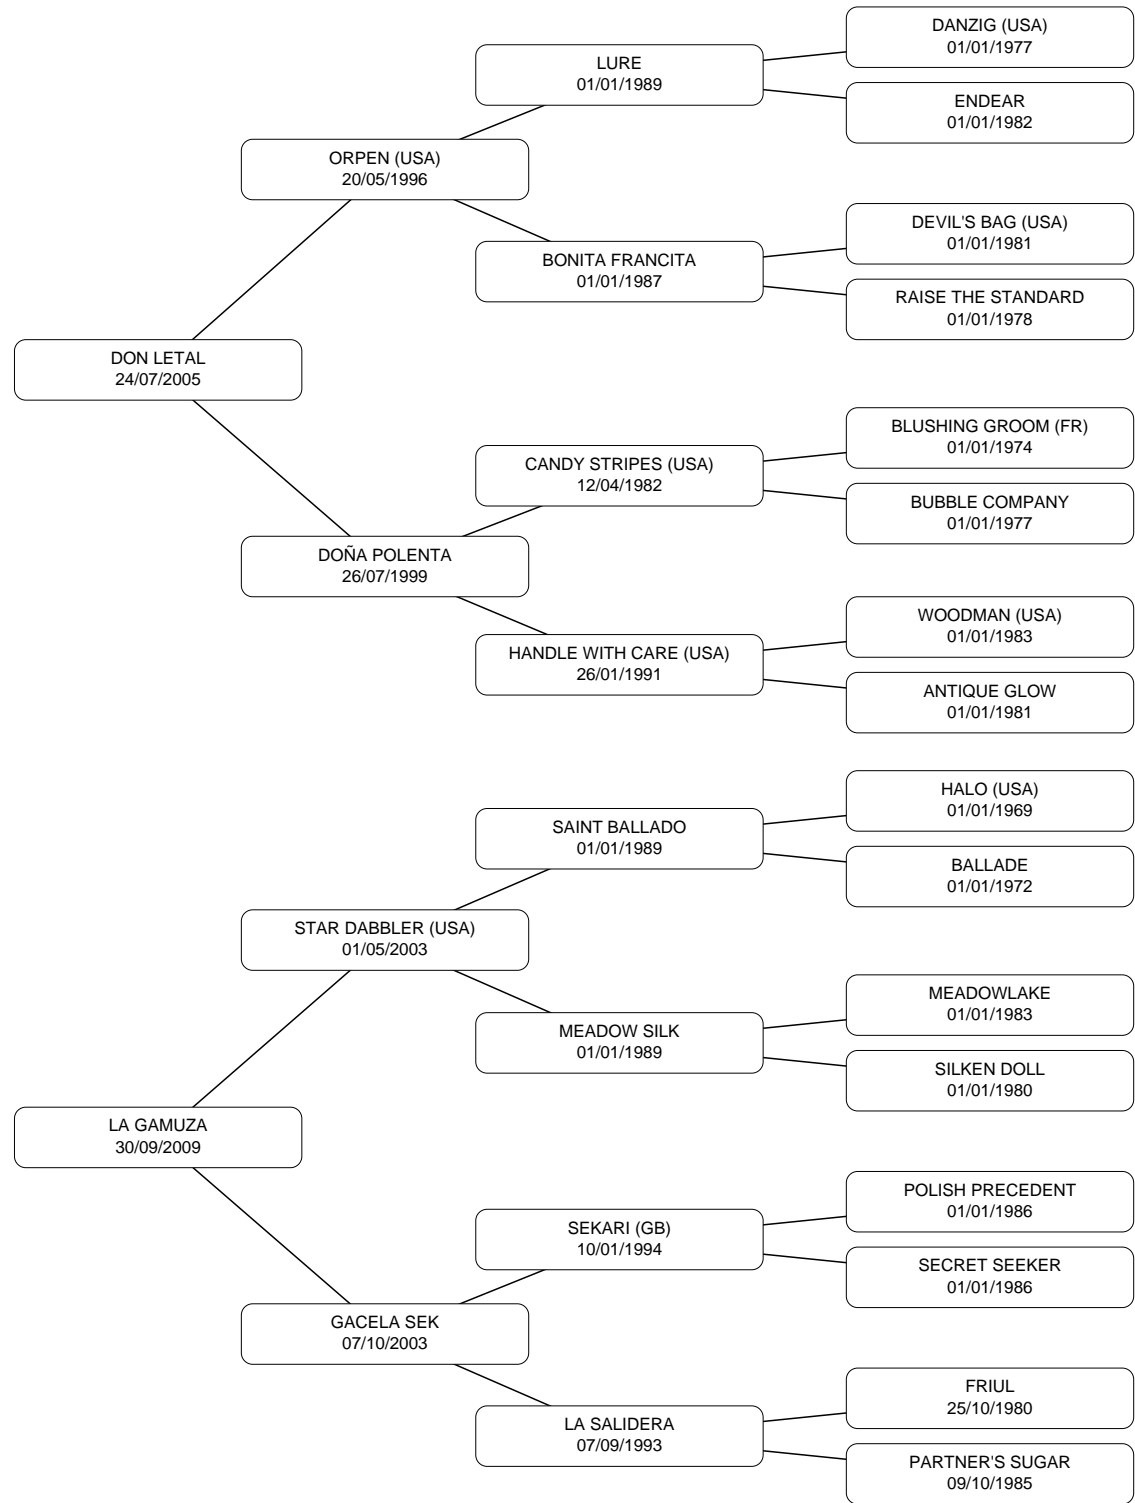 DANZIG (USA)
01/01/1977
LURE
01/01/1989
ENDEAR
01/01/1982
ORPEN (USA)
20/05/1996
DEVIL'S BAG (USA)
01/01/1981
BONITA FRANCITA
01/01/1987
RAISE THE STANDARD
01/01/1978
DON LETAL
24/07/2005
BLUSHING GROOM (FR)
01/01/1974
CANDY STRIPES (USA)
12/04/1982
BUBBLE COMPANY
01/01/1977
DOÑA POLENTA
26/07/1999
WOODMAN (USA)
01/01/1983
HANDLE WITH CARE (USA)
26/01/1991
ANTIQUE GLOW
01/01/1981
HALO (USA)
01/01/1969
SAINT BALLADO
01/01/1989
BALLADE
01/01/1972
STAR DABBLER (USA)
01/05/2003
MEADOWLAKE
01/01/1983
MEADOW SILK
01/01/1989
SILKEN DOLL
01/01/1980
LA GAMUZA
30/09/2009
POLISH PRECEDENT
01/01/1986
SEKARI (GB)
10/01/1994
SECRET SEEKER
01/01/1986
GACELA SEK
07/10/2003
FRIUL
25/10/1980
LA SALIDERA
07/09/1993
PARTNER'S SUGAR
09/10/1985